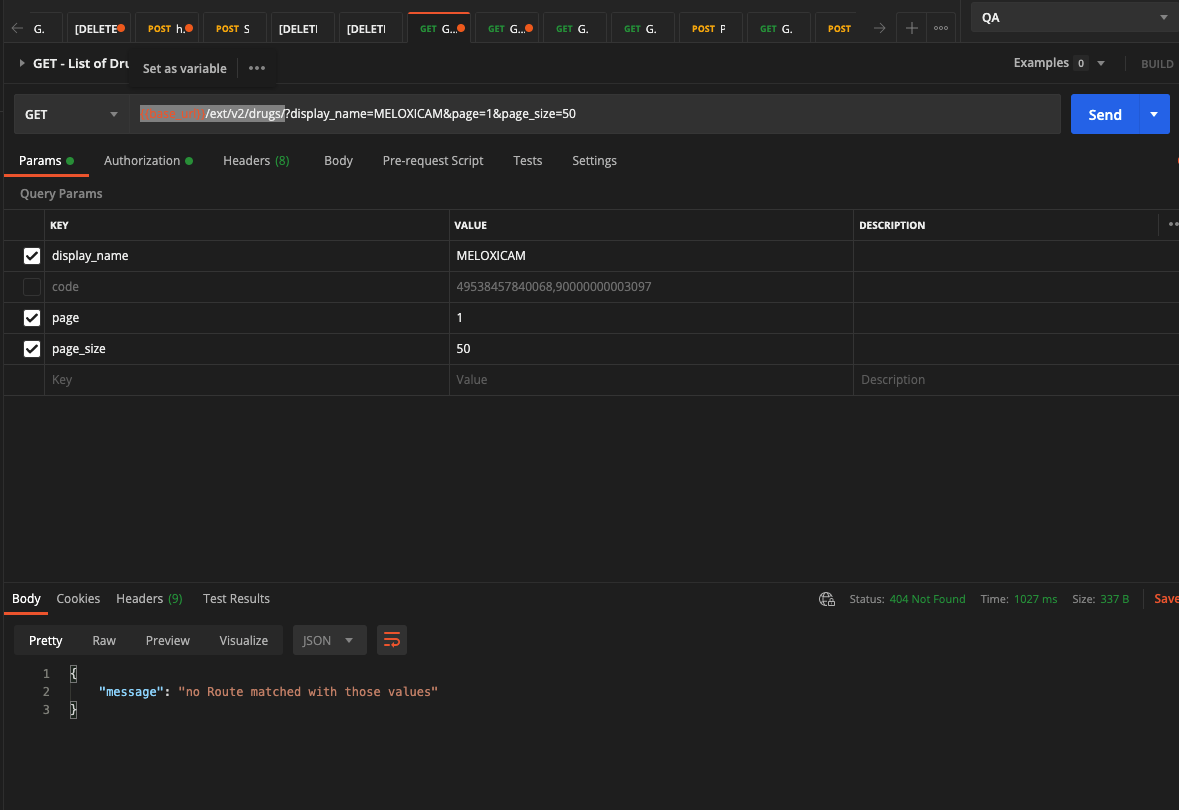 G. [DELETE POST h. POST S [DELETI [DELETI GET G... GET G... GET G. GET G. POST P GET G. POST QA
GET - List of Dru Set as variable Examples 0 BUILD
GET /ext/v2/drugs/?display_name=MELOXICAM&page=1&page_size=50 Send
Params Authorization Headers (8) Body Pre-request Script Tests Settings
Query Params
KEY VALUE DESCRIPTION
display_name MELOXICAM
code 49538457840068,90000000003097
page 1
page_size 50
Key Value Description
Body Cookies Headers (9) Test Results Status: 404 Not Found Time: 1027 ms Size: 337 B Save
Pretty Raw Preview Visualize JSON
1 {
2 "message": "no Route matched with those values"
3 }